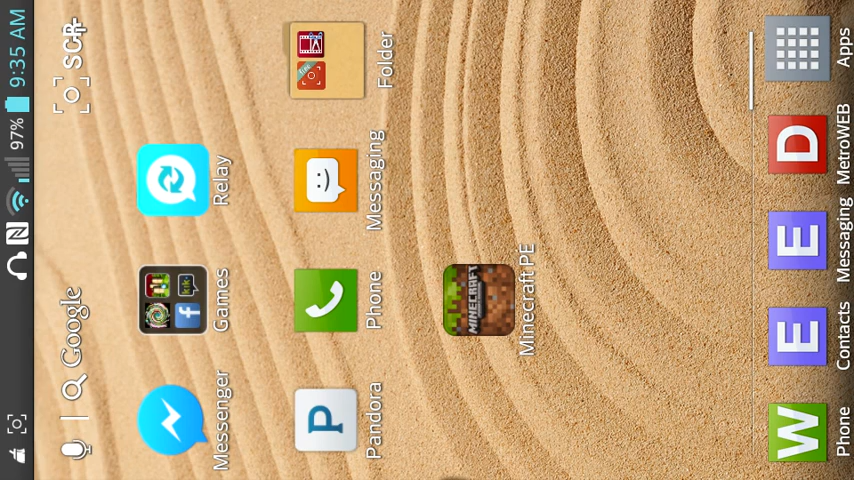 97% 9:35 AM
Google
SCR+
Messenger
Games
Relay
P
Pandora
Phone
Messaging
Folder
MINECRAFT
Minecraft PE
W
Phone
E
Contacts
E
Messaging
D
MetroWEB
Apps